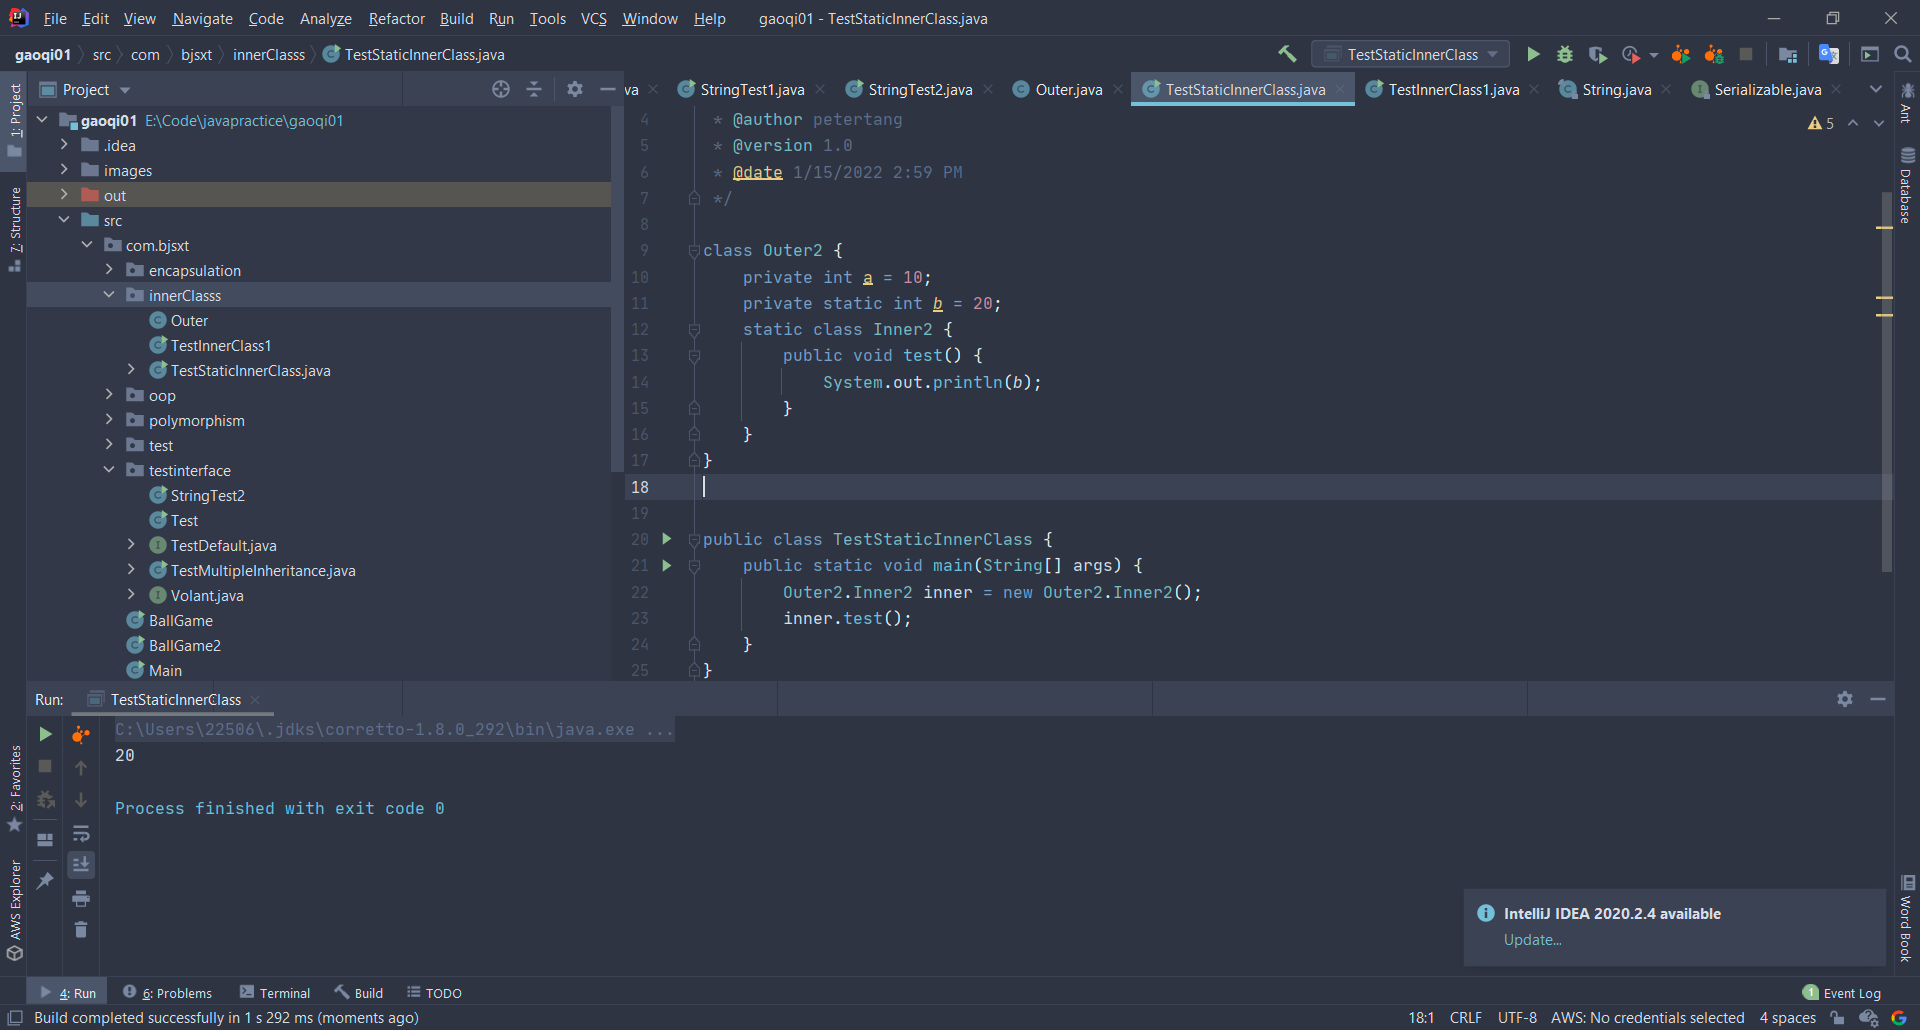 File Edit View Navigate Code Analyze Refactor Build Run Tools VCS Window Help gaoqi01 - TestStaticInnerClass.java
gaoqi01 src com bjsxt innerClasss TestStaticInnerClass.java
TestStaticInnerClass
1: Project
7: Structure
2: Favorites
AWS Explorer
Project
gaoqi01 E:\Code\javapractice\gaoqi01
.idea
images
out
src
com.bjsxt
encapsulation
innerClasss
Outer
TestInnerClass1
TestStaticInnerClass.java
oop
polymorphism
test
testinterface
StringTest2
Test
TestDefault.java
TestMultipleInheritance.java
Volant.java
BallGame
BallGame2
Main
va StringTest1.java StringTest2.java Outer.java TestStaticInnerClass.java TestInnerClass1.java String.java Serializable.java
5
4 * @author petertang
5 * @version 1.0
6 * @date 1/15/2022 2:59 PM
7 */
8
9 class Outer2 {
10 private int a = 10;
11 private static int b = 20;
12 static class Inner2 {
13 public void test() {
14 System.out.println(b);
15 }
16 }
17 }
18
19
20 public class TestStaticInnerClass {
21 public static void main(String[] args) {
22 Outer2.Inner2 inner = new Outer2.Inner2();
23 inner.test();
24 }
25 }
Ant
Database
Word Book
Run: TestStaticInnerClass
C:\Users\22506\.jdks\corretto-1.8.0_292\bin\java.exe ...
20
Process finished with exit code 0
IntelliJ IDEA 2020.2.4 available
Update...
4: Run 6: Problems Terminal Build TODO 1 Event Log
Build completed successfully in 1 s 292 ms (moments ago) 18:1 CRLF UTF-8 AWS: No credentials selected 4 spaces